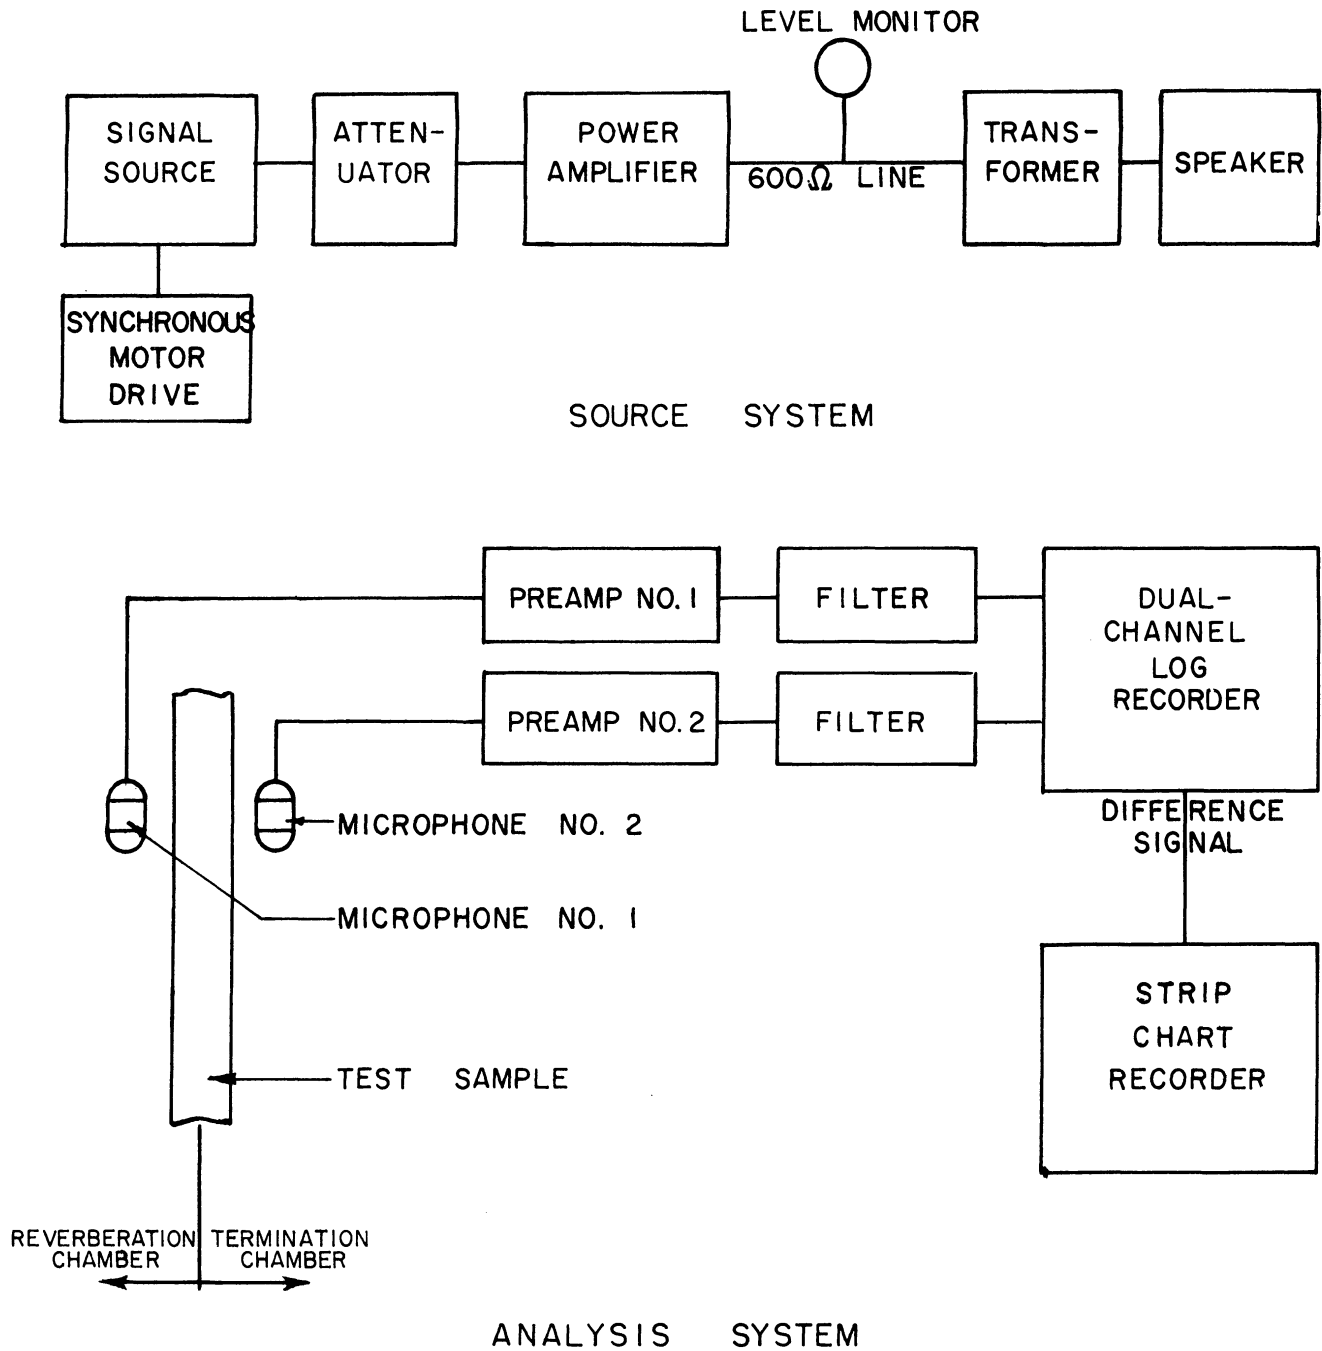 LEVEL MONITOR
SIGNAL
SOURCE
ATTEN-
UATOR
POWER
AMPLIFIER
600Ω LINE
TRANS-
FORMER
SPEAKER
SYNCHRONOUS
MOTOR
DRIVE
SOURCE SYSTEM
PREAMP NO. 1
FILTER
DUAL-
CHANNEL
LOG
RECORDER
PREAMP NO. 2
FILTER
MICROPHONE NO. 2
DIFFERENCE
SIGNAL
MICROPHONE NO. 1
STRIP
CHART
RECORDER
TEST SAMPLE
REVERBERATION
CHAMBER
TERMINATION
CHAMBER
ANALYSIS SYSTEM